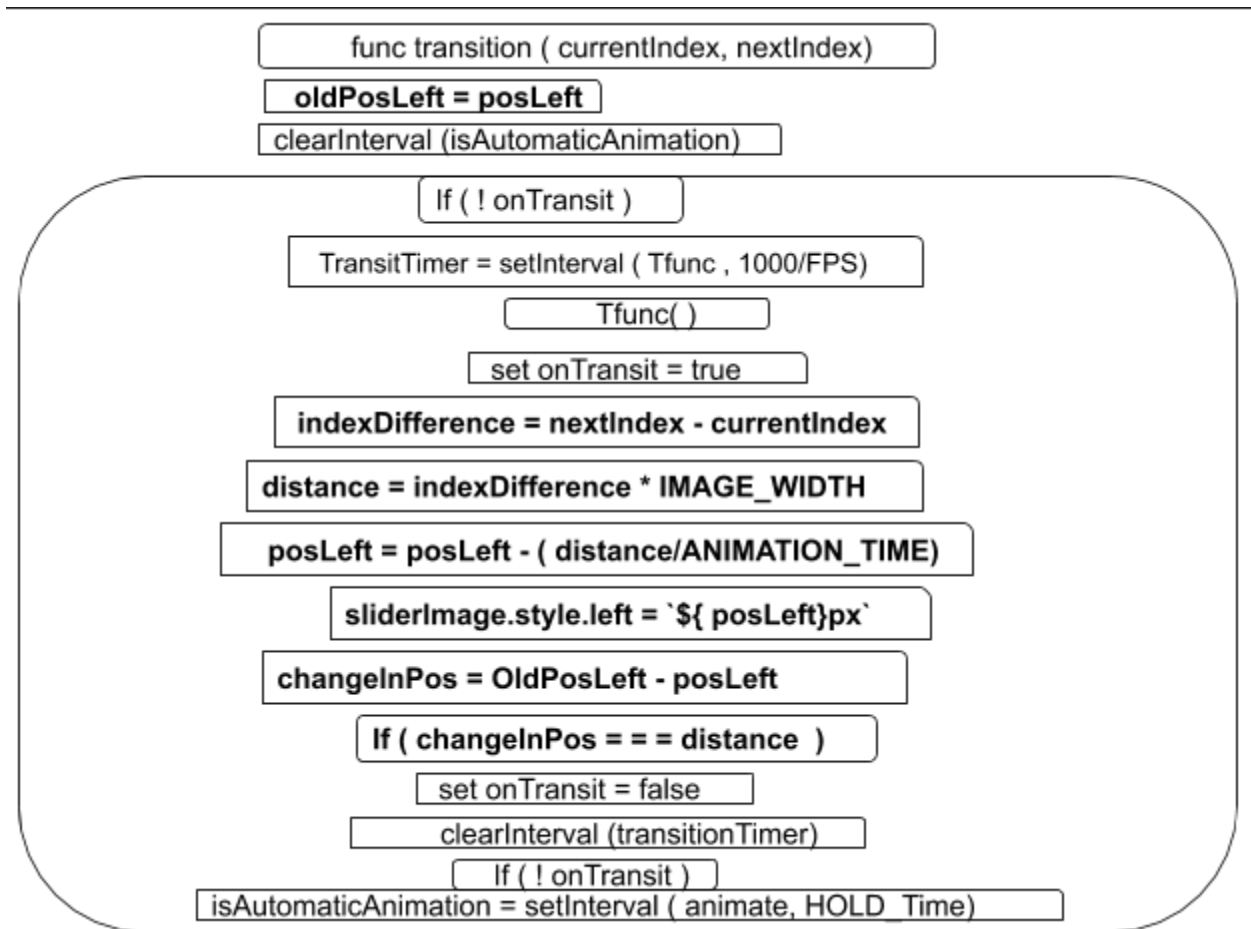 func transition ( currentIndex, nextIndex)
oldPosLeft = posLeft
clearInterval (isAutomaticAnimation)
If ( ! onTransit )
TransitTimer = setInterval ( Tfunc , 1000/FPS)
Tfunc( )
set onTransit = true
indexDifference = nextIndex - currentIndex
distance = indexDifference * IMAGE_WIDTH
posLeft = posLeft - ( distance/ANIMATION_TIME)
sliderImage.style.left = `${ posLeft}px`
changeInPos = OldPosLeft - posLeft
If ( changeInPos = = = distance )
set onTransit = false
clearInterval (transitionTimer)
If ( ! onTransit )
isAutomaticAnimation = setInterval ( animate, HOLD_Time)